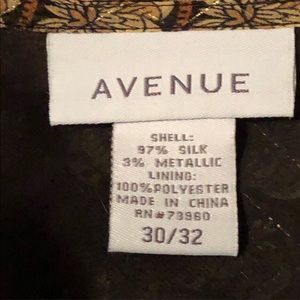 AVENUE
SHELL:
97% SILK
3% METALLIC
LINING:
100%POLYESTER
MADE IN CHINA
RN#73960
30/32